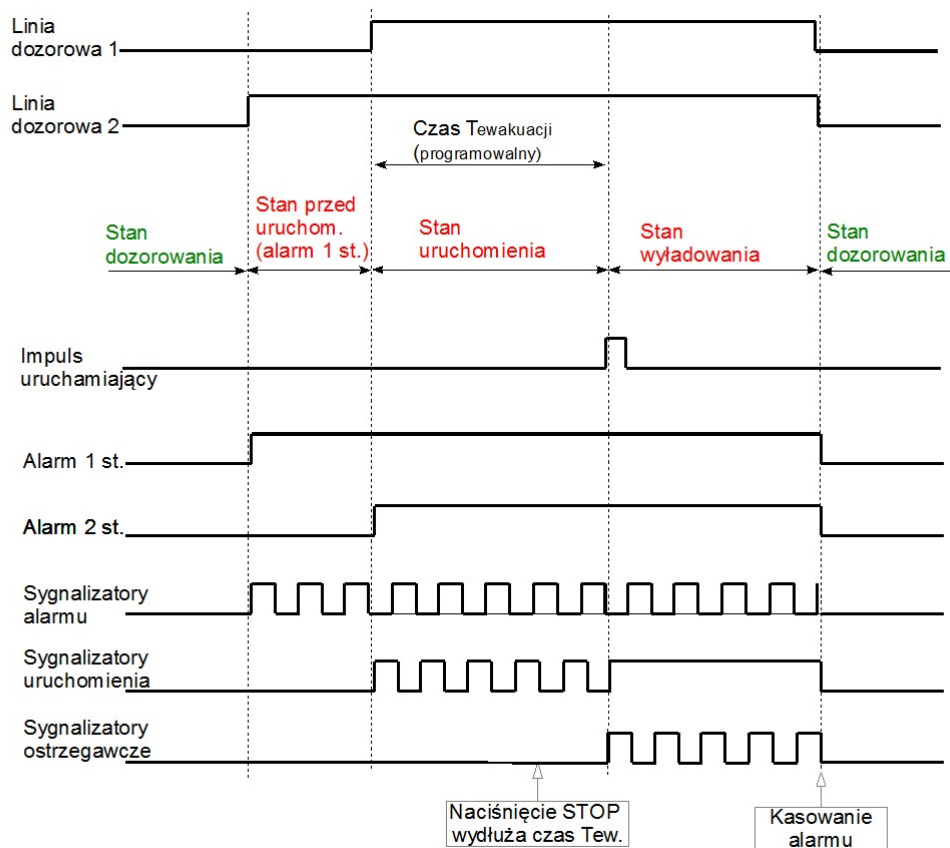 Linia
dozorowa 1
Linia
dozorowa 2
Czas Tewakuacji
(programowalny)
Stan
dozorowania
Stan przed
uruchom.
(alarm 1 st.)
Stan
uruchomienia
Stan
wyładowania
Stan
dozorowania
Impuls
uruchamiający
Alarm 1 st.
Alarm 2 st.
Sygnalizatory
alarmu
Sygnalizatory
uruchomienia
Sygnalizatory
ostrzegawcze
Naciśnięcie STOP
wydłuża czas Tew.
Kasowanie
alarmu